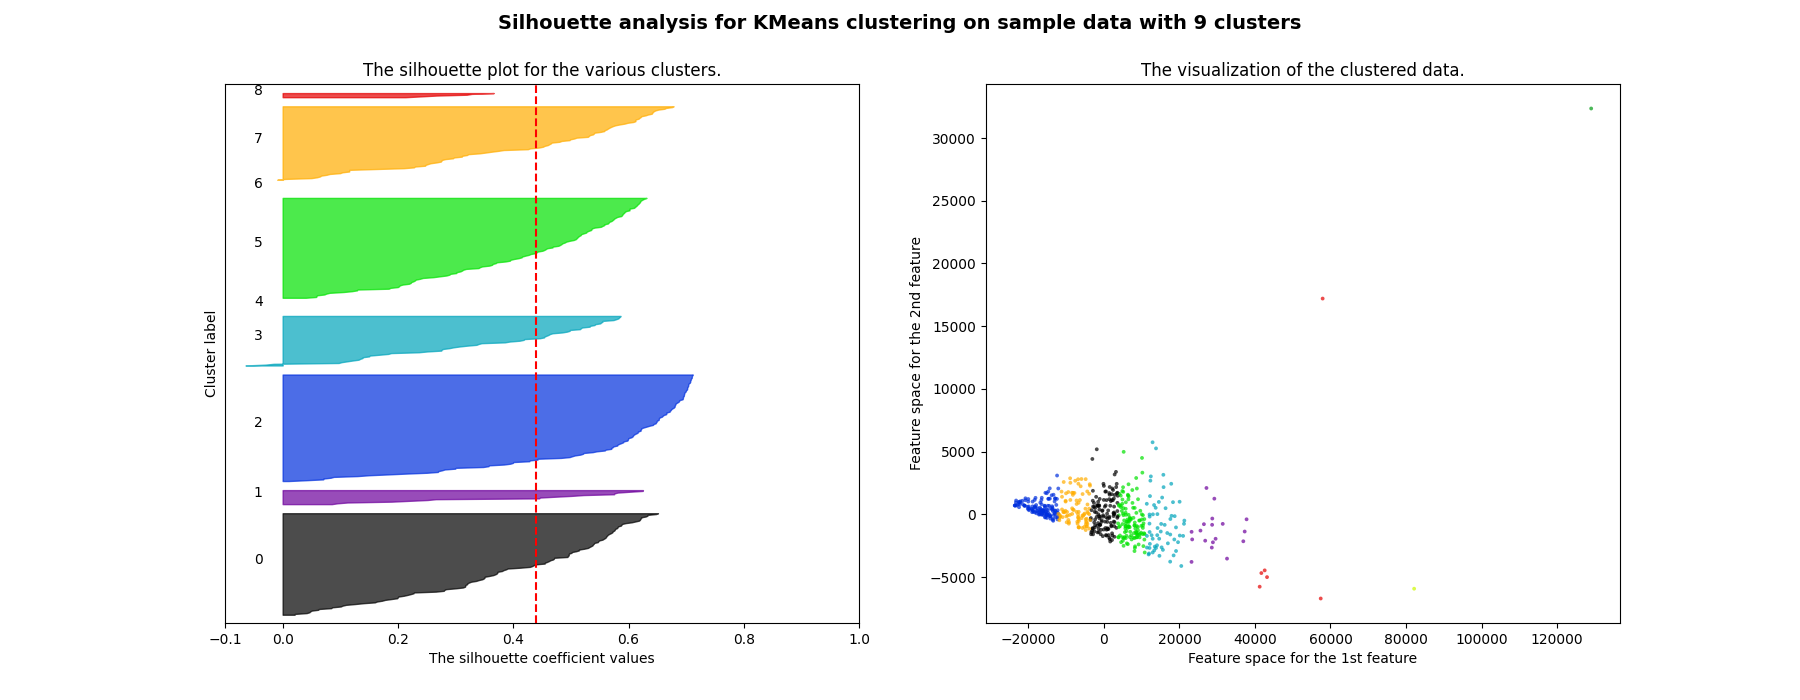 Silhouette analysis for KMeans clustering on sample data with 9 clusters
The silhouette plot for the various clusters.
8
7
6
5
4
3
2
1
0
Cluster label
−0.1 0.0 0.2 0.4 0.6 0.8 1.0
The silhouette coefficient values
The visualization of the clustered data.
30000
25000
20000
15000
10000
5000
0
−5000
Feature space for the 2nd feature
−20000 0 20000 40000 60000 80000 100000 120000
Feature space for the 1st feature